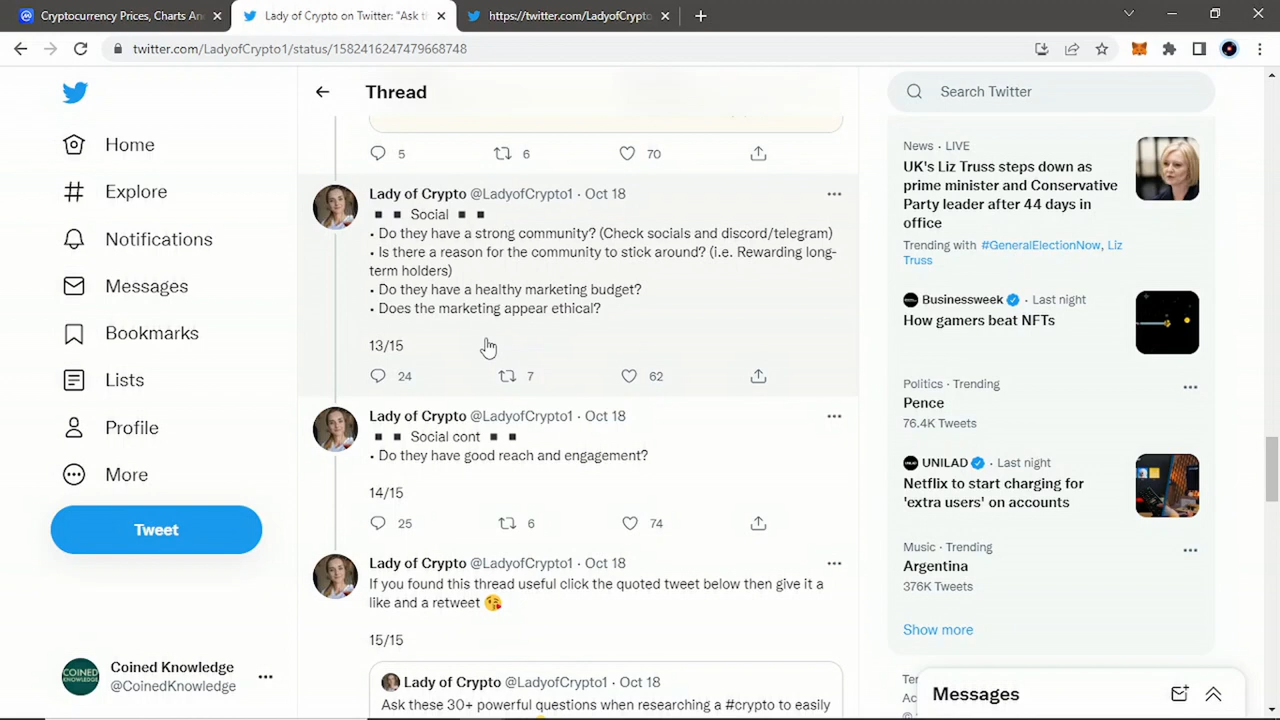 Cryptocurrency Prices, Charts An
Lady of Crypto on Twitter: "Ask th
https://twitter.com/LadyofCrypto
twitter.com/LadyofCrypto1/status/1582416247479668748
Home
Explore
Notifications
Messages
Bookmarks
Lists
Profile
More
Tweet
COINED KNOWLEDGE
Coined Knowledge
@CoinedKnowledge
Thread
5 6 70
Lady of Crypto @LadyofCrypto1 · Oct 18
▪️▪️ Social ▪️▪️
• Do they have a strong community? (Check socials and discord/telegram)
• Is there a reason for the community to stick around? (i.e. Rewarding long-
term holders)
• Do they have a healthy marketing budget?
• Does the marketing appear ethical?
13/15
24 7 62
Lady of Crypto @LadyofCrypto1 · Oct 18
▪️▪️ Social cont ▪️▪️
• Do they have good reach and engagement?
14/15
25 6 74
Lady of Crypto @LadyofCrypto1 · Oct 18
If you found this thread useful click the quoted tweet below then give it a
like and a retweet 😘
15/15
Lady of Crypto @LadyofCrypto1 · Oct 18
Ask these 30+ powerful questions when researching a #crypto to easily
Search Twitter
News · LIVE
UK's Liz Truss steps down as
prime minister and Conservative
Party leader after 44 days in
office
Trending with #GeneralElectionNow, Liz
Truss
Businessweek · Last night
How gamers beat NFTs
Politics · Trending
Pence
76.4K Tweets
UNILAD · Last night
Netflix to start charging for
'extra users' on accounts
Music · Trending
Argentina
376K Tweets
Show more
Messages